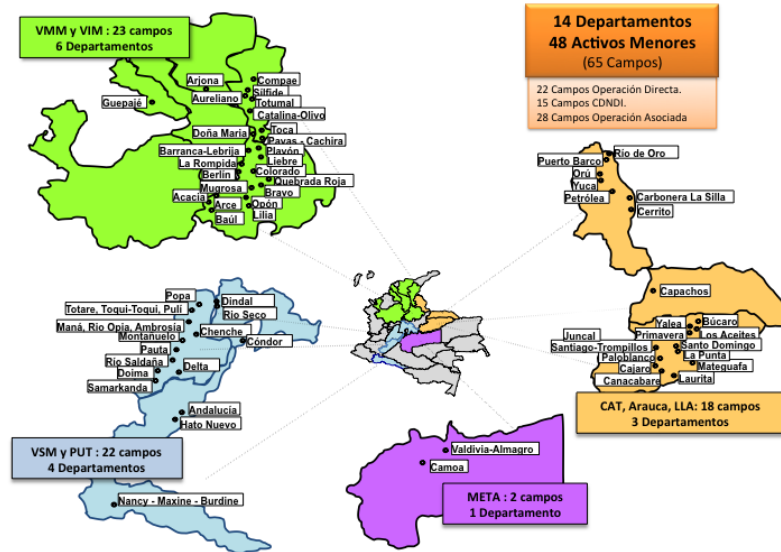 VMM y VIM : 23 campos
6 Departamentos
14 Departamentos
48 Activos Menores
(65 Campos)
22 Campos Operación Directa.
15 Campos CDNDI.
28 Campos Operación Asociada
Arjona
Compae
Sílfide
Aureliano
Totumal
Guepajé
Catalina-Olivo
Toca
Doña Maria
Payas - Cachira
Playón
Barranca-Lebrija
Liebre
La Rompida
Colorado
Berlín
Quebrada Roja
Mugrosa
Bravo
Acacia
Arce
Opón
Baúl
Lilia
Río de Oro
Puerto Barco
Orú
Yuca
Petrólea
Carbonera La Silla
Cerrito
Capachos
Búcaro
Yalea
Los Aceites
Primavera
Juncal
Santo Domingo
Santiago-Trompillos
La Punta
Paloblanco
Mateguafa
Cajaro
Laurita
Canacabare
CAT, Arauca, LLA: 18 campos
3 Departamentos
Popa
Dindal
Totare, Toqui-Toqui, Pulí
Río Seco
Maná, Rio Opia, Ambrosía
Chenche
Montañuelo
Cóndor
Pauta
Río Saldaña
Doima
Delta
Samarkanda
Andalucía
Hato Nuevo
VSM y PUT : 22 campos
4 Departamentos
Nancy - Maxine - Burdine
Valdivia-Almagro
Camoa
META : 2 campos
1 Departamento